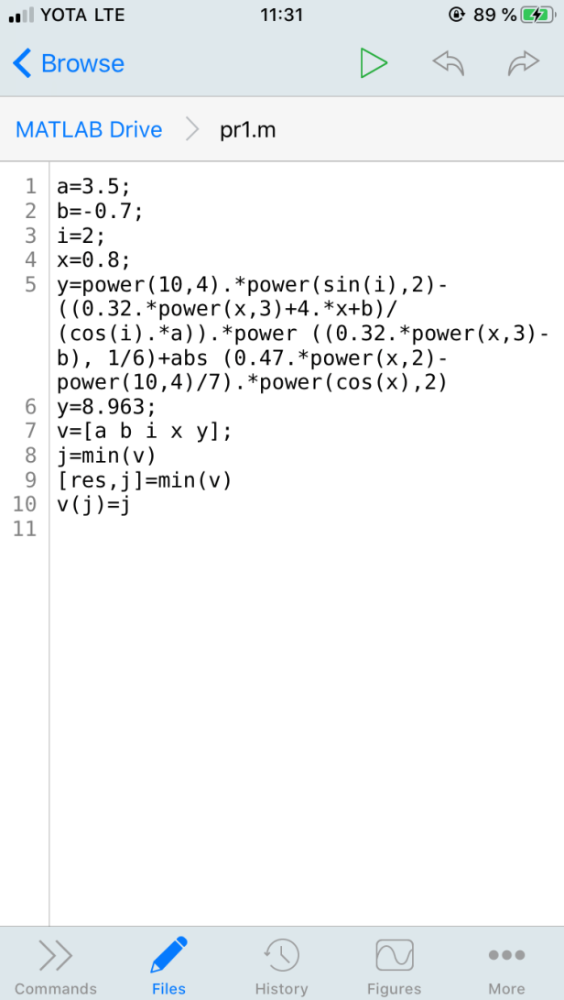 YOTA LTE 11:31 89 %
Browse
MATLAB Drive pr1.m
1 a=3.5;
2 b=-0.7;
3 i=2;
4 x=0.8;
5 y=power(10,4).*power(sin(i),2)-
((0.32.*power(x,3)+4.*x+b)/
(cos(i).*a)).*power ((0.32.*power(x,3)-
b), 1/6)+abs (0.47.*power(x,2)-
power(10,4)/7).*power(cos(x),2)
6 y=8.963;
7 v=[a b i x y];
8 j=min(v)
9 [res,j]=min(v)
10 v(j)=j
11
Commands Files History Figures More